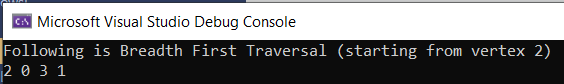 Microsoft Visual Studio Debug Console
Following is Breadth First Traversal (starting from vertex 2)
2 0 3 1